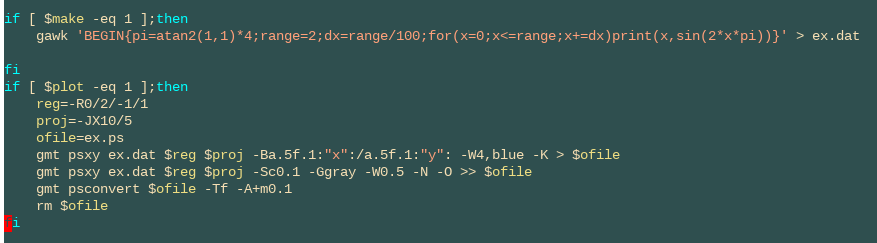 if [ $make -eq 1 ];then
    gawk 'BEGIN{pi=atan2(1,1)*4;range=2;dx=range/100;for(x=0;x<=range;x+=dx)print(x,sin(2*x*pi))}' > ex.dat

fi
if [ $plot -eq 1 ];then
    reg=-R0/2/-1/1
    proj=-JX10/5
    ofile=ex.ps
    gmt psxy ex.dat $reg $proj -Ba.5f.1:"x":/a.5f.1:"y": -W4,blue -K > $ofile
    gmt psxy ex.dat $reg $proj -Sc0.1 -Ggray -W0.5 -N -O >> $ofile
    gmt psconvert $ofile -Tf -A+m0.1
    rm $ofile
fi